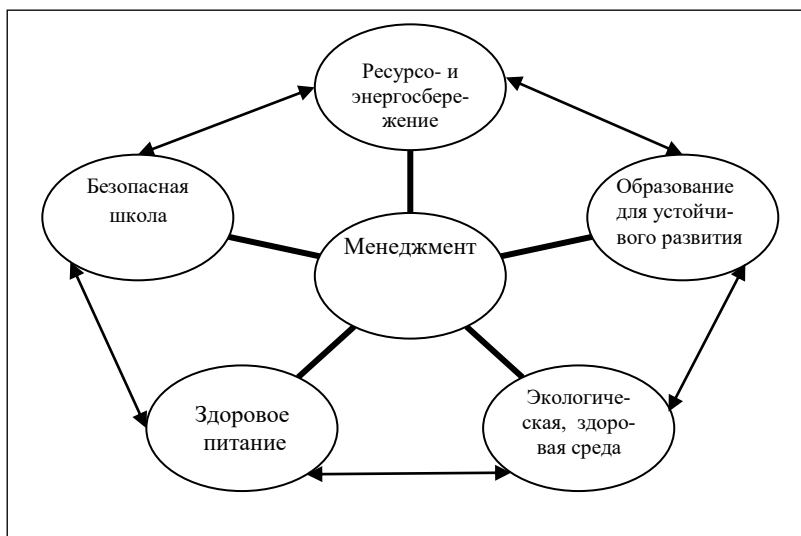 Ресурсо- и
энергосбере-
жение
Безопасная
школа
Образование
для устойчи-
вого развития
Менеджмент
Здоровое
питание
Экологиче-
ская, здоро-
вая среда